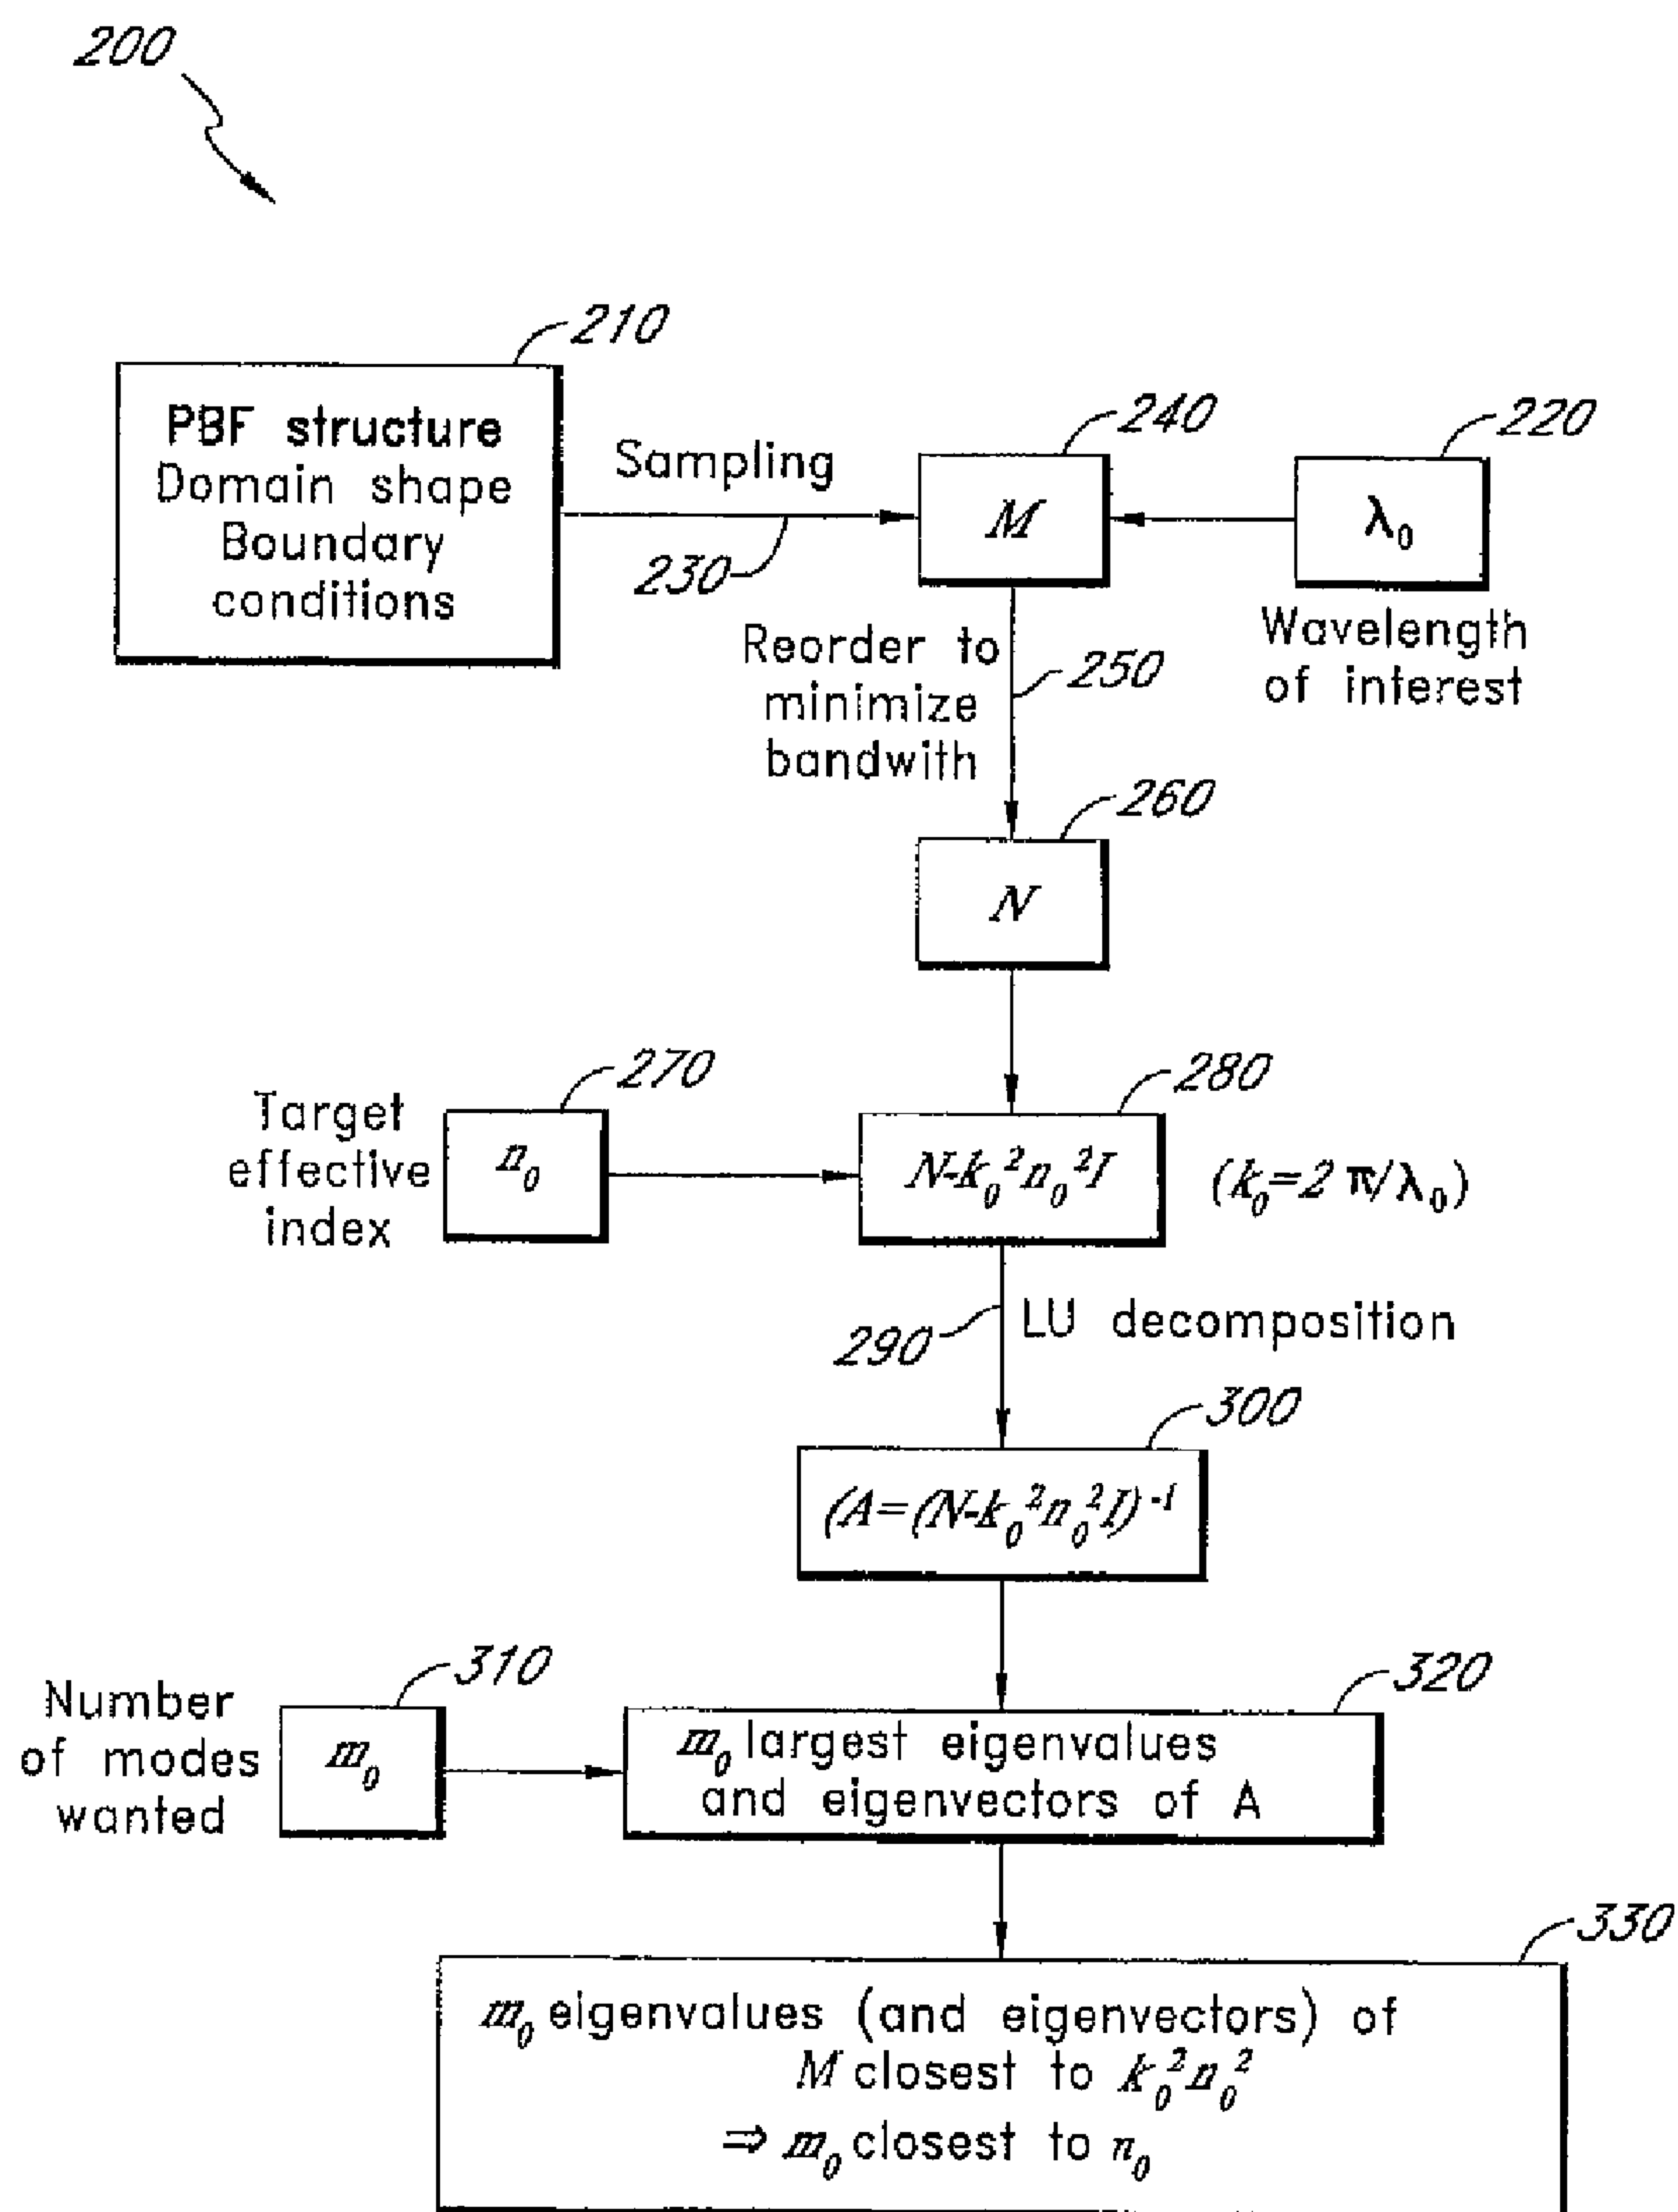 200
210
PBF structure
Domain shape
Boundary
conditions
Sampling
230
240
M
220
λ₀
Wavelength
of interest
Reorder to
minimize
bandwith
250
260
N
Target
effective
index
270
n₀
280
N-k₀²n₀²I
(k₀=2 π/λ₀)
290
LU decomposition
300
(A=(N-k₀²n₀²I)⁻¹
Number
of modes
wanted
310
m₀
320
m₀ largest eigenvalues
and eigenvectors of A
330
m₀ eigenvalues (and eigenvectors) of
M closest to k₀²n₀²
⇒ m₀ closest to n₀